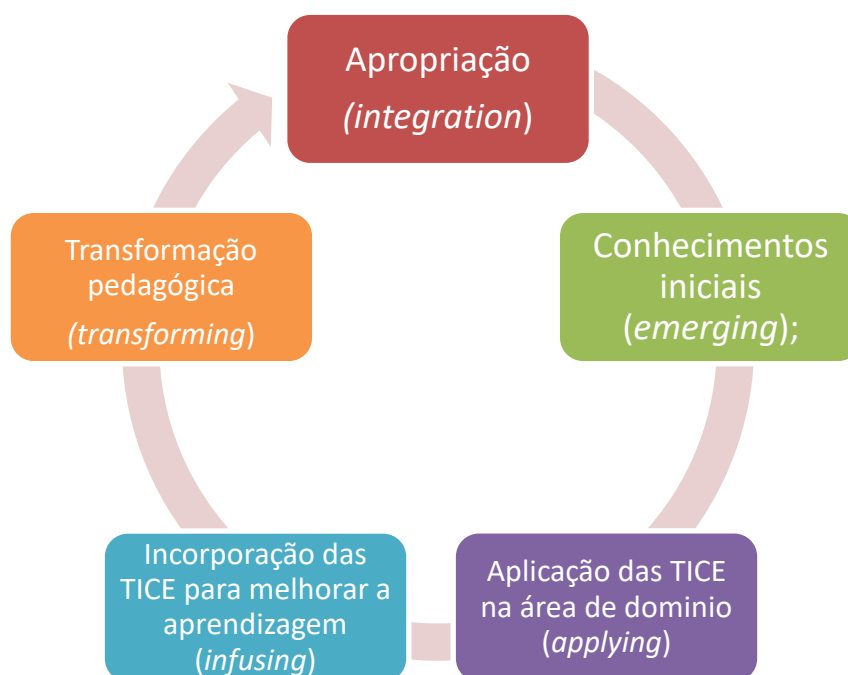 Apropriação
(integration)
Conhecimentos
iniciais
(emerging);
Aplicação das TICE
na área de dominio
(applying)
Incorporação das
TICE para melhorar a
aprendizagem
(infusing)
Transformação
pedagógica
(transforming)